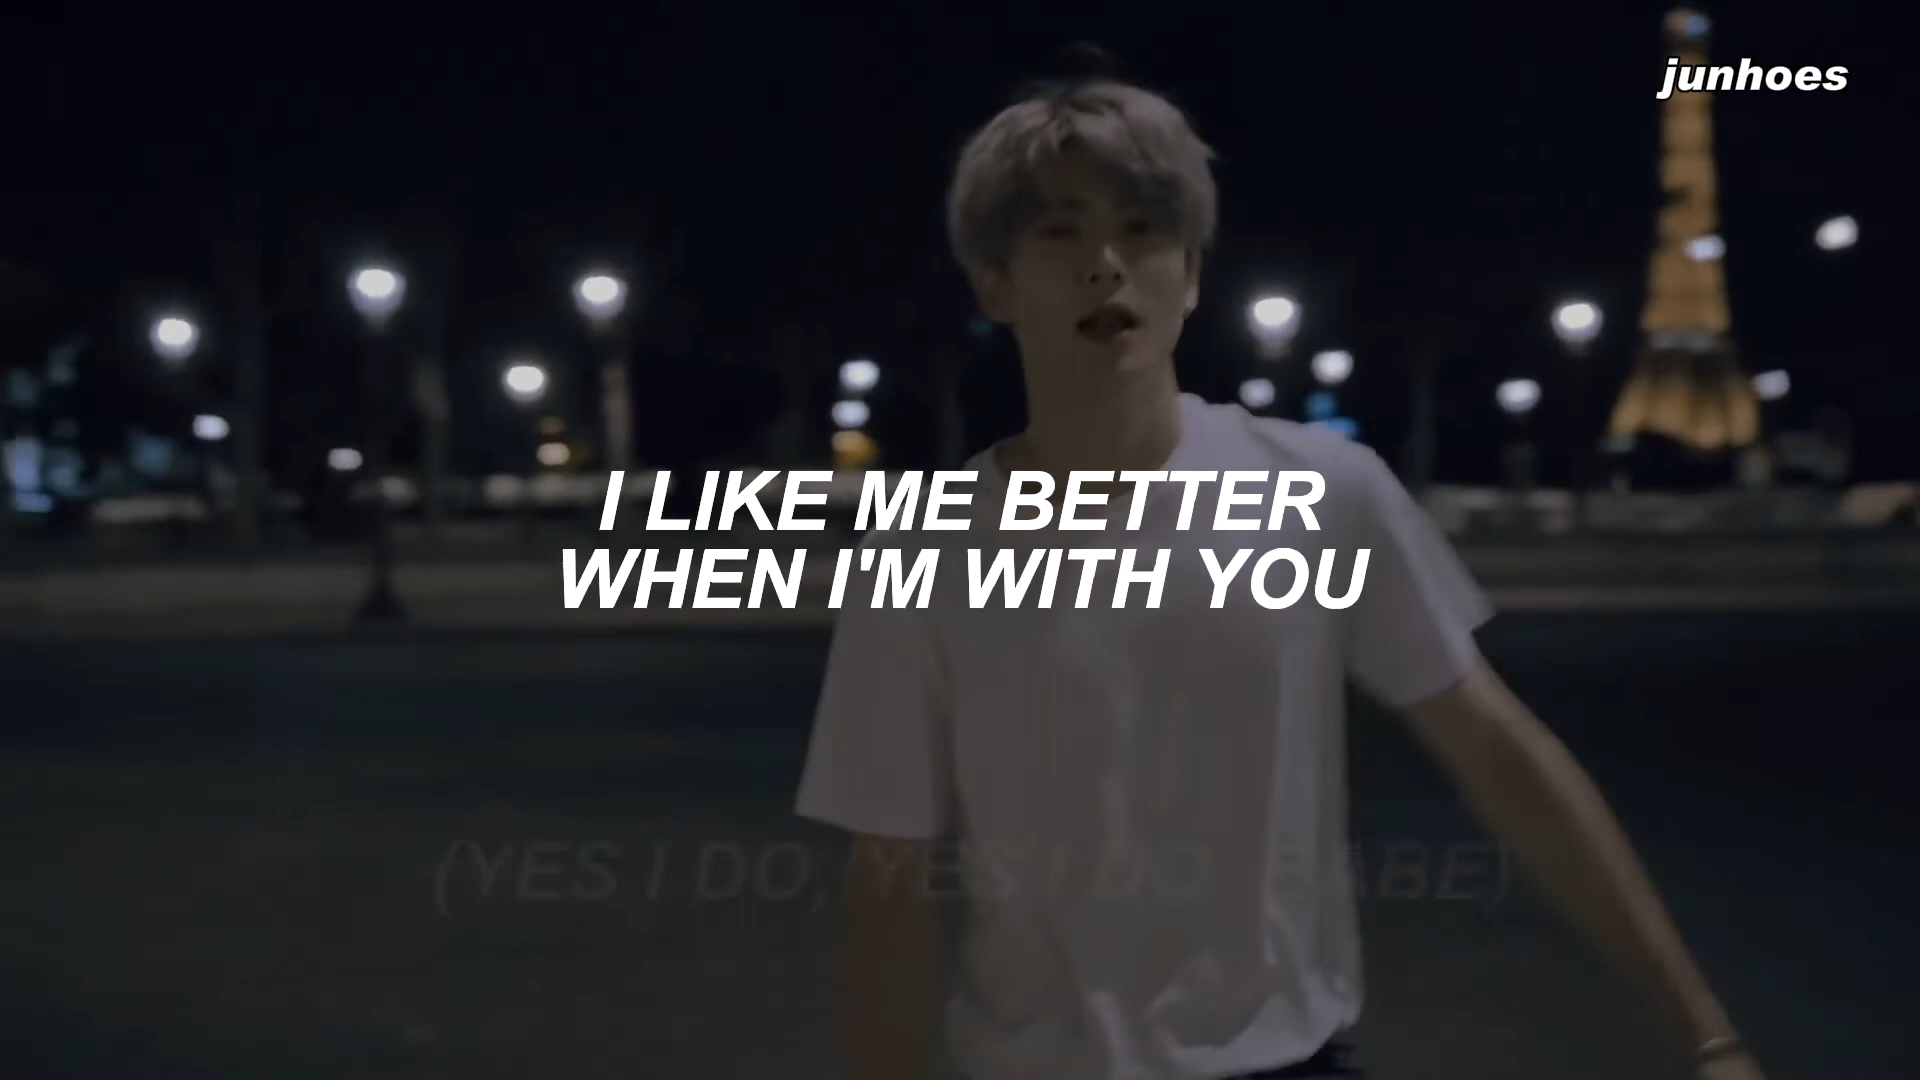 junhoes
I LIKE ME BETTER
WHEN I'M WITH YOU
(YES I DO, YES I DO, BABE)